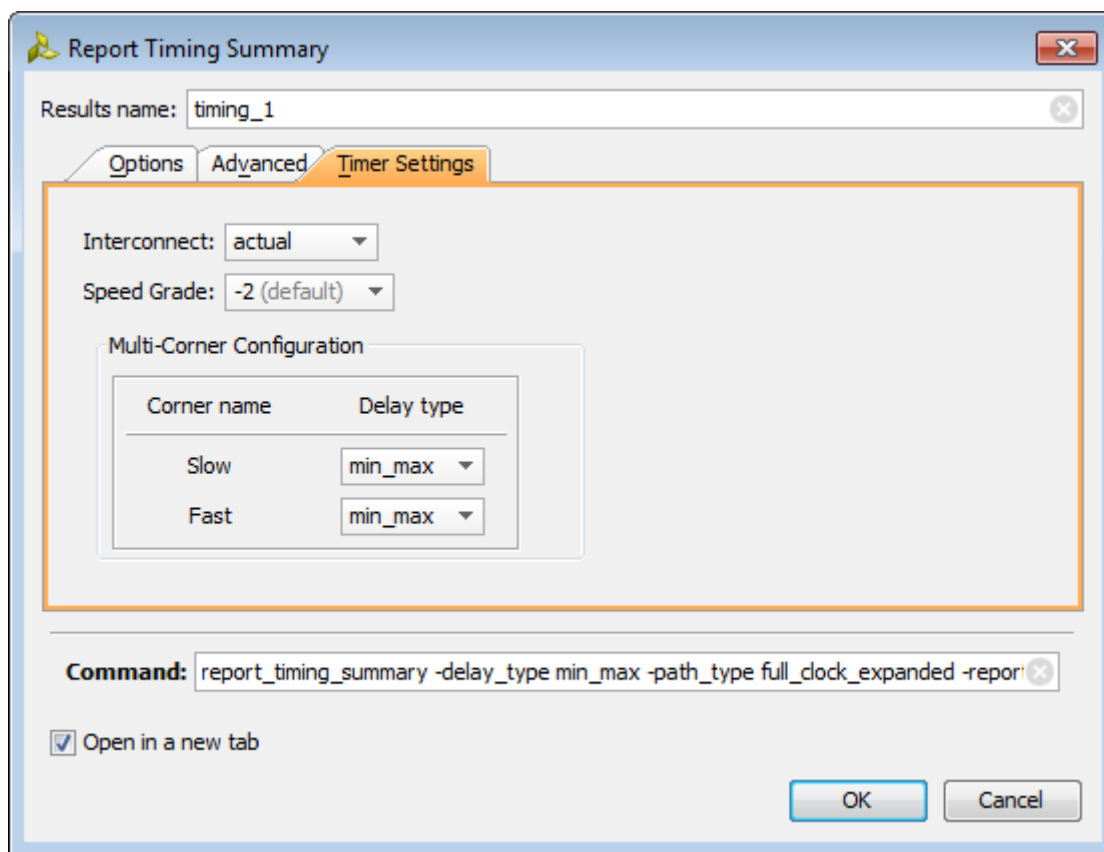 Report Timing Summary
Results name: timing_1
Options Advanced Timer Settings
Interconnect: actual
Speed Grade: -2 (default)
Multi-Corner Configuration
Corner name Delay type
Slow min_max
Fast min_max
Command: report_timing_summary -delay_type min_max -path_type full_clock_expanded -report
Open in a new tab
OK Cancel